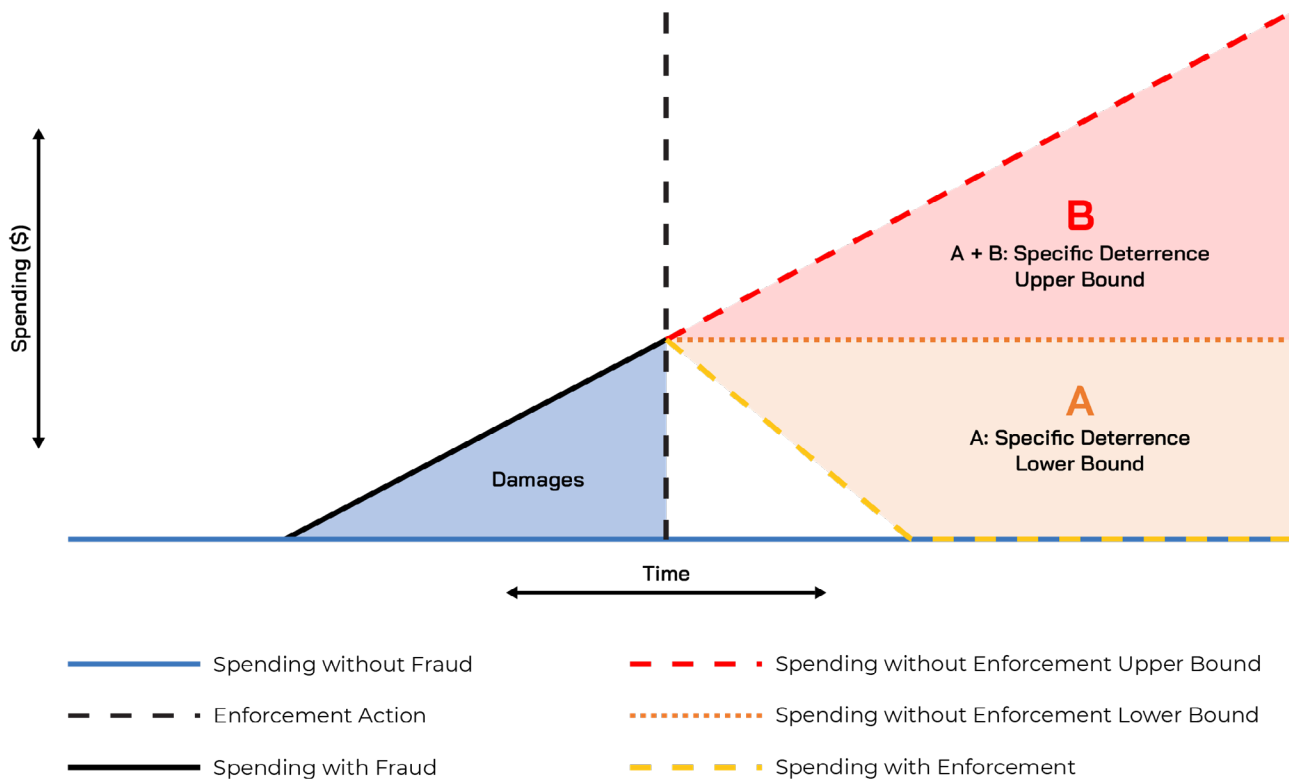 Spending ($)
B
A + B: Specific Deterrence
Upper Bound
A
A: Specific Deterrence
Lower Bound
Damages
Time
Spending without Fraud
Enforcement Action
Spending with Fraud
Spending without Enforcement Upper Bound
Spending without Enforcement Lower Bound
Spending with Enforcement